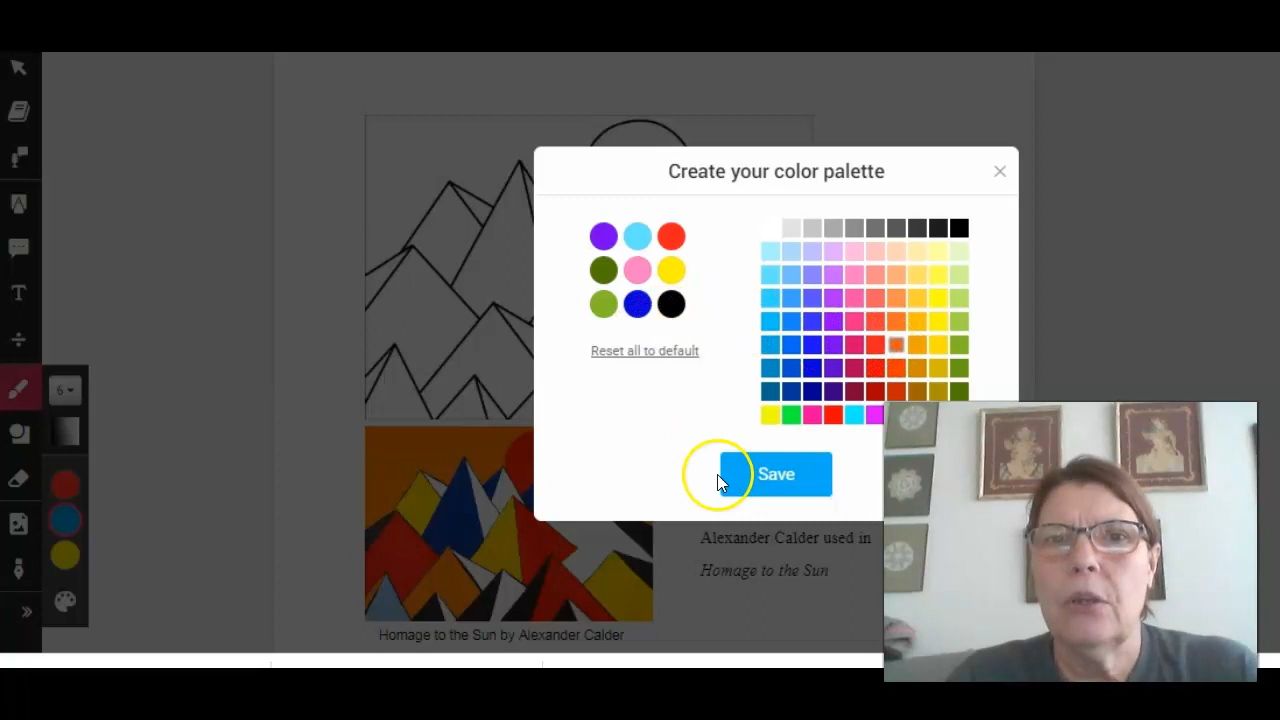 Create your color palette
Reset all to default
Save
6
T
Alexander Calder used in
Homage to the Sun
Homage to the Sun by Alexander Calder